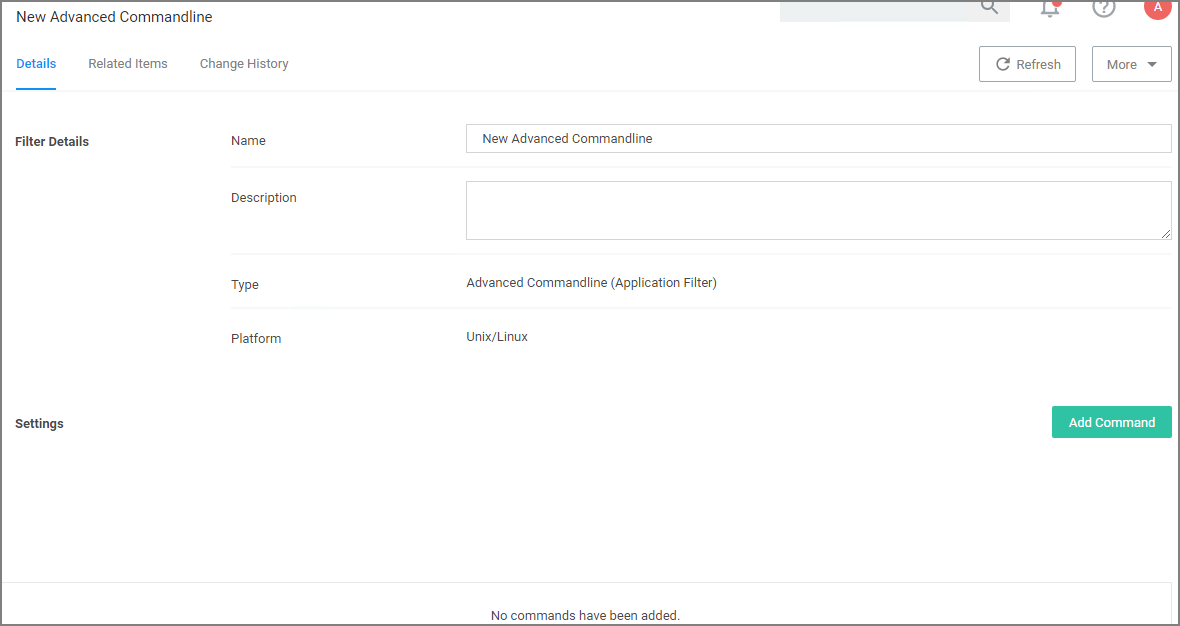 New Advanced Commandline
A
Details Related Items Change History Refresh More
Filter Details Name New Advanced Commandline
Description
Type Advanced Commandline (Application Filter)
Platform Unix/Linux
Settings Add Command
No commands have been added.